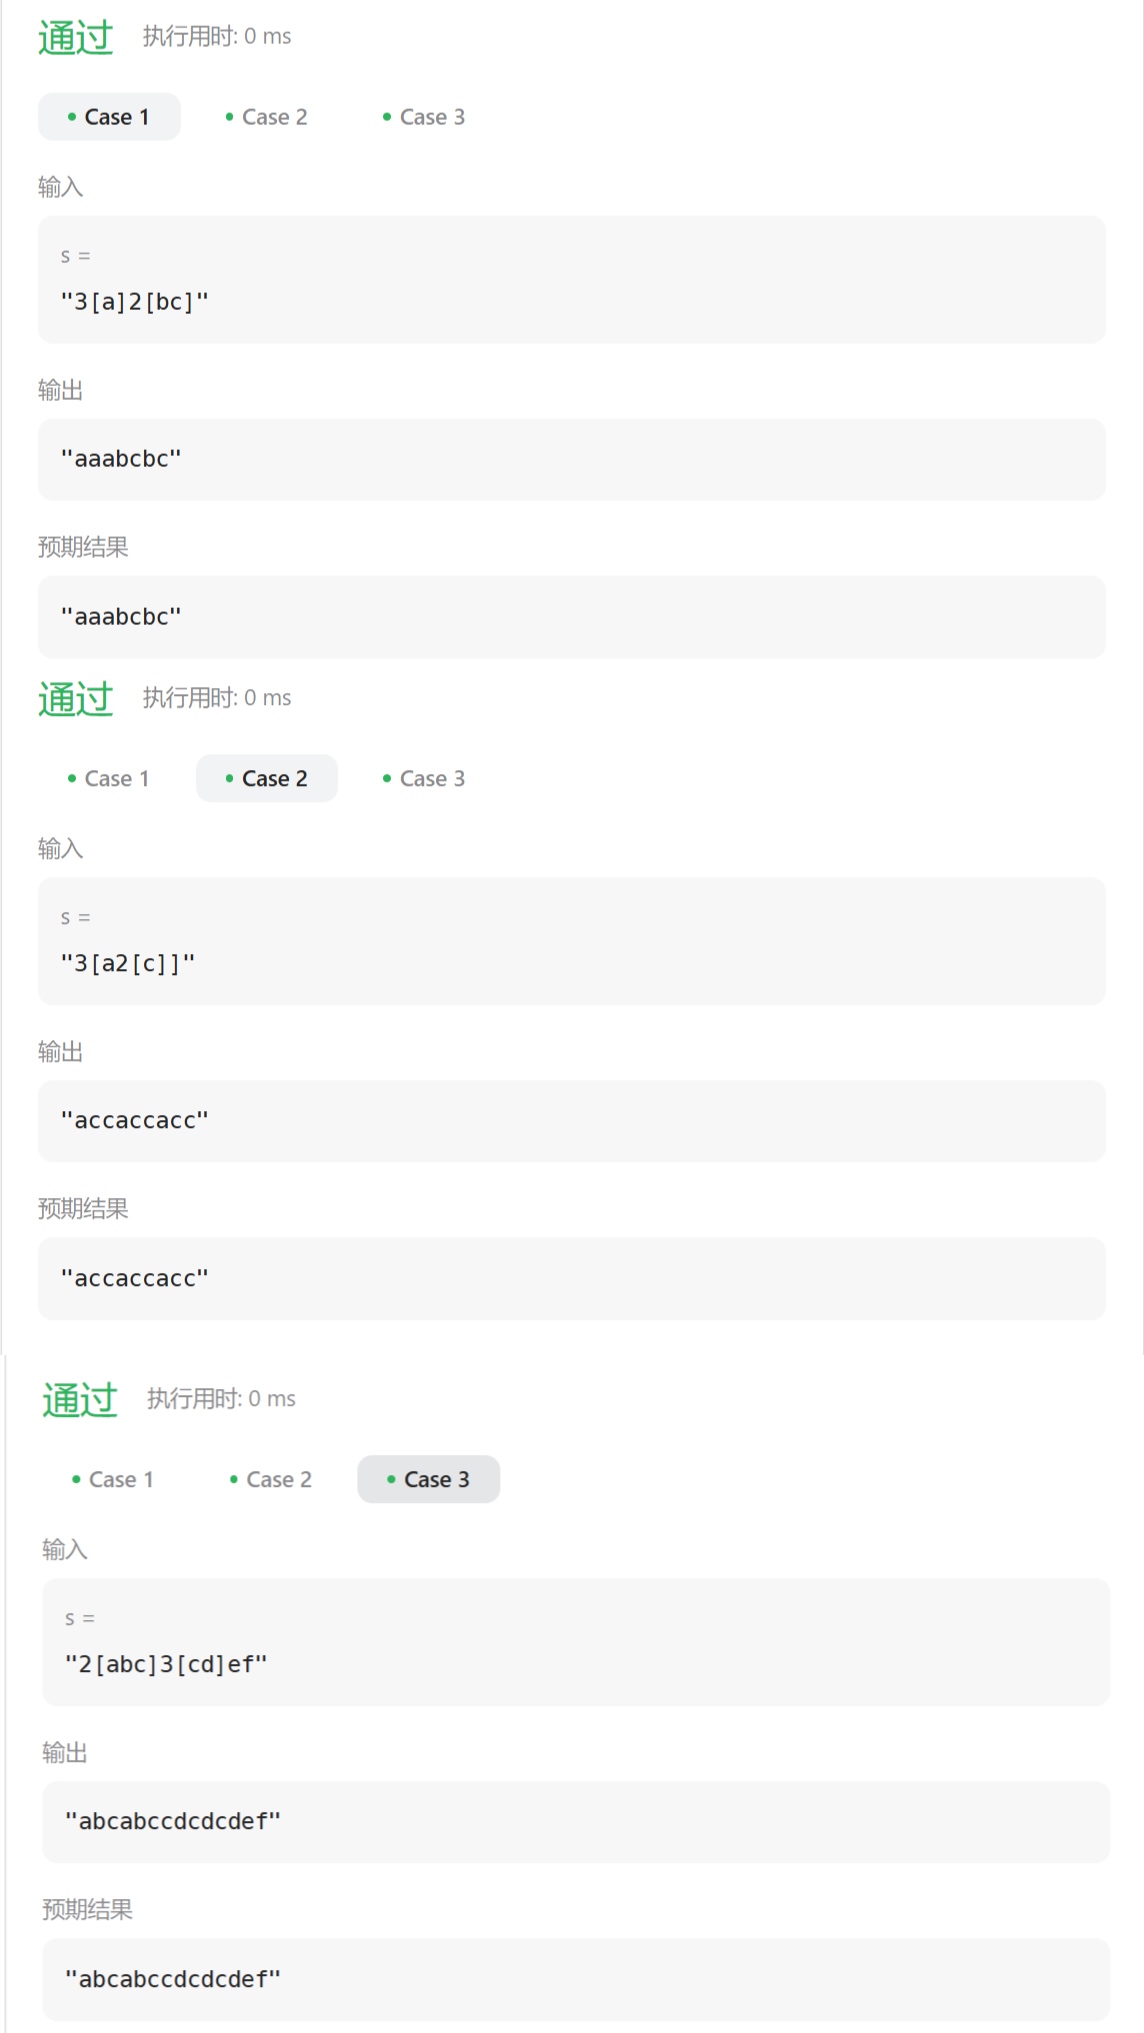 通过 执行用时: 0 ms
Case 1 Case 2 Case 3
输入
s =
"3[a]2[bc]"
输出
"aaabcbc"
预期结果
"aaabcbc"
通过 执行用时: 0 ms
Case 1 Case 2 Case 3
输入
s =
"3[a2[c]]"
输出
"accaccacc"
预期结果
"accaccacc"
通过 执行用时: 0 ms
Case 1 Case 2 Case 3
输入
s =
"2[abc]3[cd]ef"
输出
"abcabccdcdcdef"
预期结果
"abcabccdcdcdef"